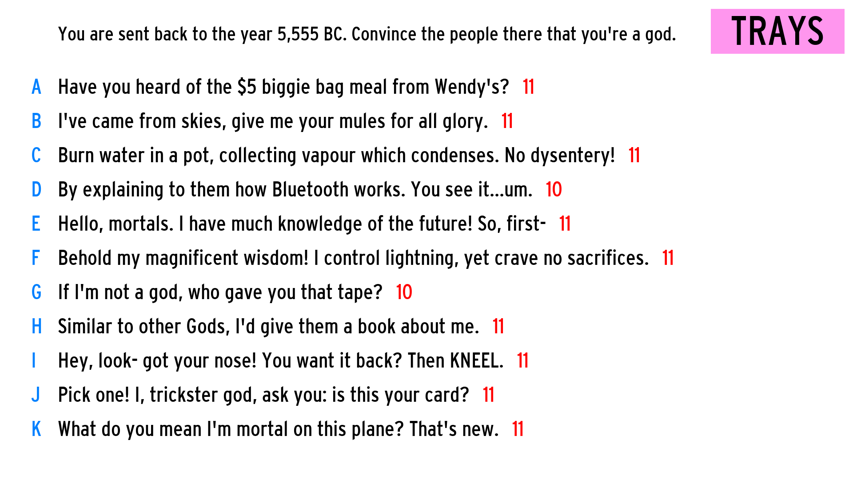 You are sent back to the year 5,555 BC. Convince the people there that you're a god.
TRAYS
A Have you heard of the $5 biggie bag meal from Wendy's? 11
B I've came from skies, give me your mules for all glory. 11
C Burn water in a pot, collecting vapour which condenses. No dysentery! 11
D By explaining to them how Bluetooth works. You see it...um. 10
E Hello, mortals. I have much knowledge of the future! So, first- 11
F Behold my magnificent wisdom! I control lightning, yet crave no sacrifices. 11
G If I'm not a god, who gave you that tape? 10
H Similar to other Gods, I'd give them a book about me. 11
I Hey, look- got your nose! You want it back? Then KNEEL. 11
J Pick one! I, trickster god, ask you: is this your card? 11
K What do you mean I'm mortal on this plane? That's new. 11